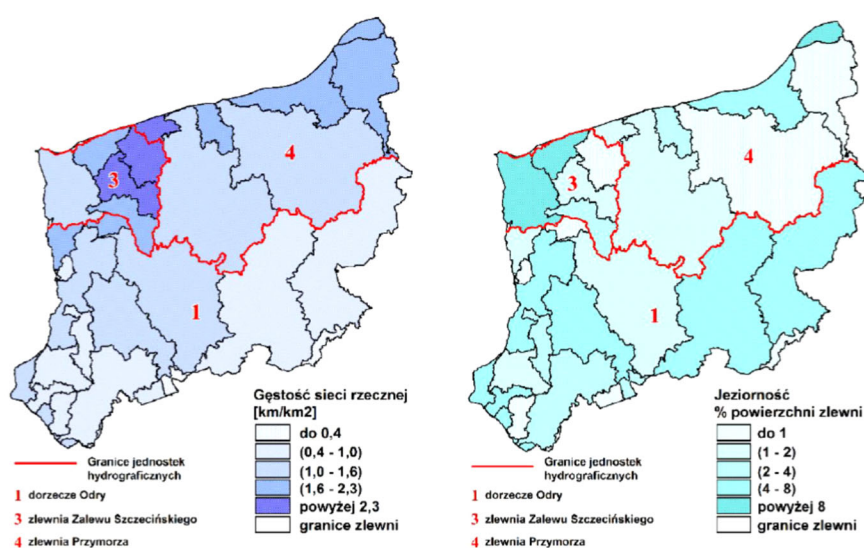 3
4
1
Gęstość sieci rzecznej
[km/km2]
do 0,4
(0,4 - 1,0)
(1,0 - 1,6)
(1,6 - 2,3)
powyżej 2,3
granice zlewni
Granice jednostek
hydrograficznych
1 dorzecze Odry
3 zlewnia Zalewu Szczecińskiego
4 zlewnia Przymorza
3
4
1
Jeziorność
% powierzchni zlewni
do 1
(1 - 2)
(2 - 4)
(4 - 8)
powyżej 8
granice zlewni
Granice jednostek
hydrograficznych
1 dorzecze Odry
3 zlewnia Zalewu Szczecińskiego
4 zlewnia Przymorza